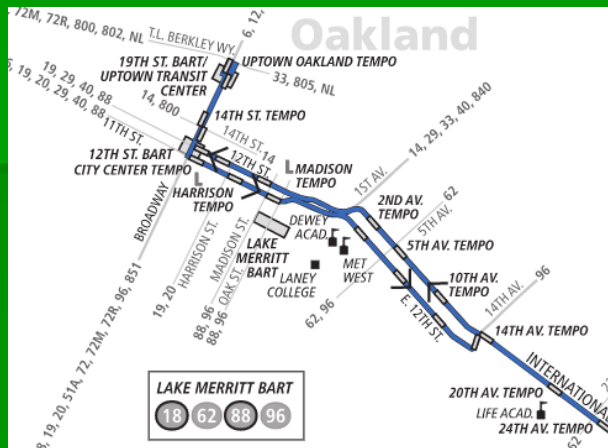 72M, 72R, 800, 802, NL
T.L. BERKLEY WY.
6, 12,
Oakland
19TH ST. BART/
UPTOWN TRANSIT
CENTER
UPTOWN OAKLAND TEMPO
33, 805, NL
19, 29, 40, 88
6, 19, 20, 29, 40, 88
11TH ST.
14, 800
14TH ST. TEMPO
14TH ST.
14
12TH ST.
14, 29, 33, 40, 840
12TH ST. BART
CITY CENTER TEMPO
L
MADISON
TEMPO
1ST AV.
L
HARRISON
TEMPO
2ND AV.
TEMPO
62
5TH AV.
BROADWAY
HARRISON ST.
MADISON ST.
OAK ST.
DEWEY
ACAD.
LAKE
MERRITT
BART
MET
WEST
LANEY
COLLEGE
5TH AV. TEMPO
10TH AV.
TEMPO
96
14TH AV.
19, 20
88, 96
88, 96
62, 96
E. 12TH ST.
14TH AV. TEMPO
INTERNATIONA
18, 19, 20, 51A, 72, 72M, 72R, 96, 851
LAKE MERRITT BART
18 62 88 96
20TH AV. TEMPO
LIFE ACAD.
24TH AV. TEMPO
62